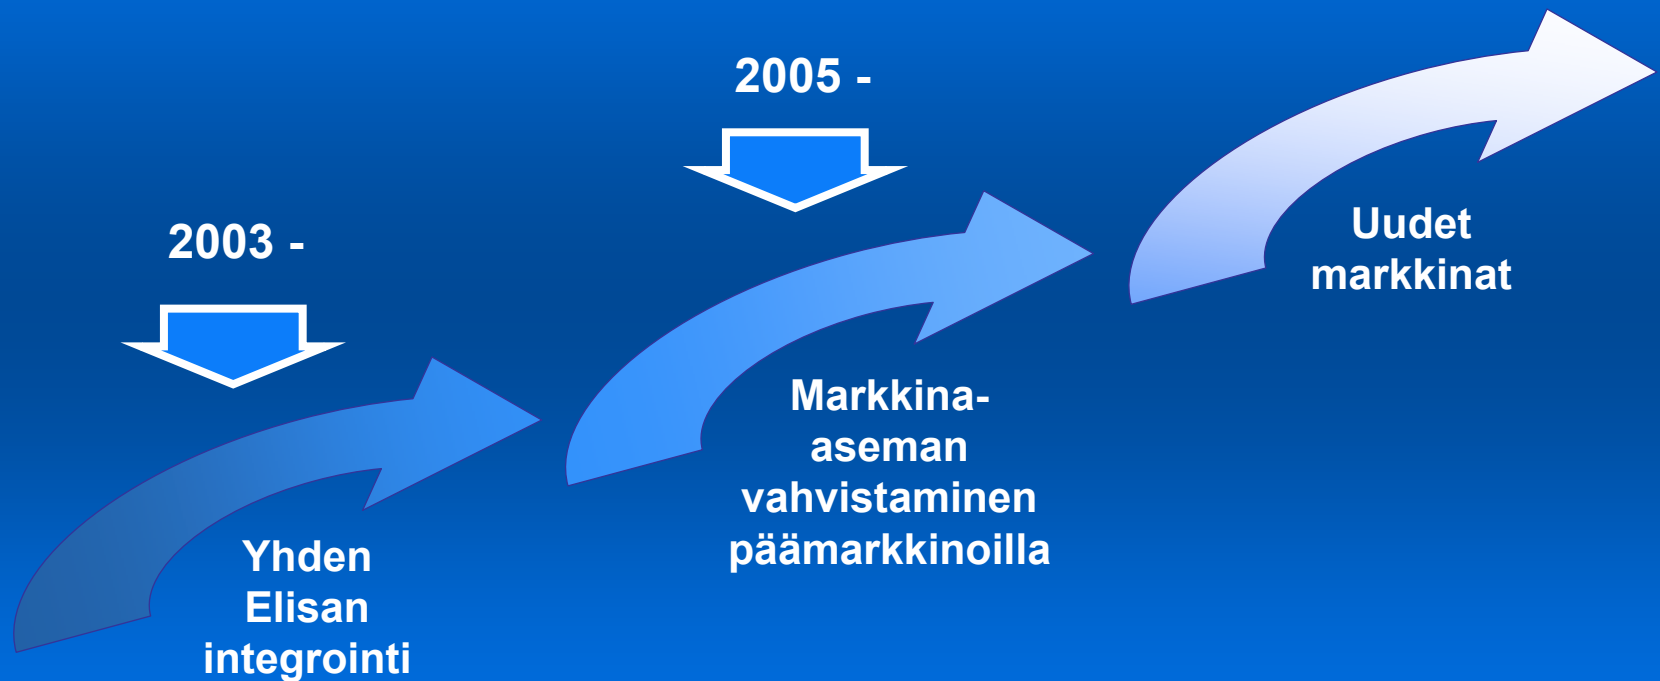 2003 -
Yhden
Elisan
integrointi
2005 -
Markkina-
aseman
vahvistaminen
päämarkkinoilla
Uudet
markkinat